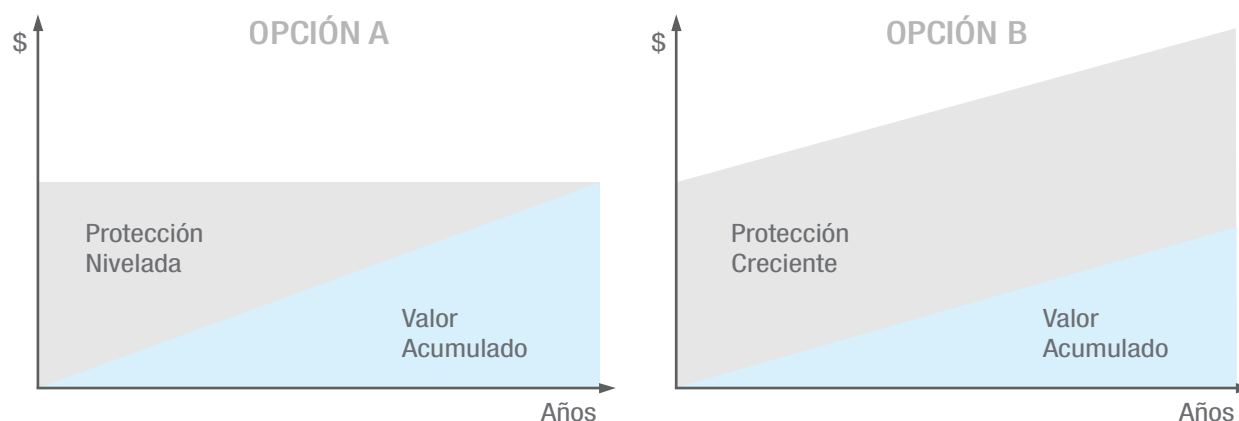 OPCIÓN A
$
Protección
Nivelada
Valor
Acumulado
Años
OPCIÓN B
$
Protección
Creciente
Valor
Acumulado
Años